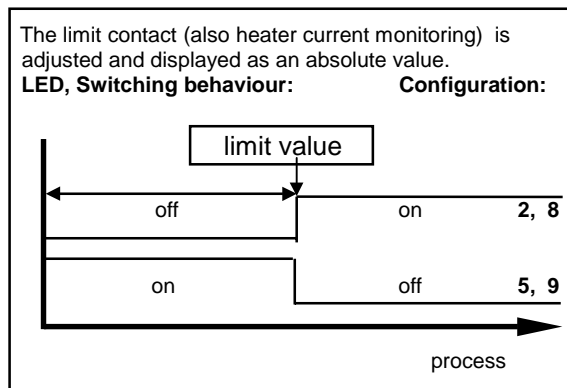 The limit contact (also heater current monitoring) is
adjusted and displayed as an absolute value.
LED, Switching behaviour: Configuration:
limit value
off on 2, 8
on off 5, 9
process